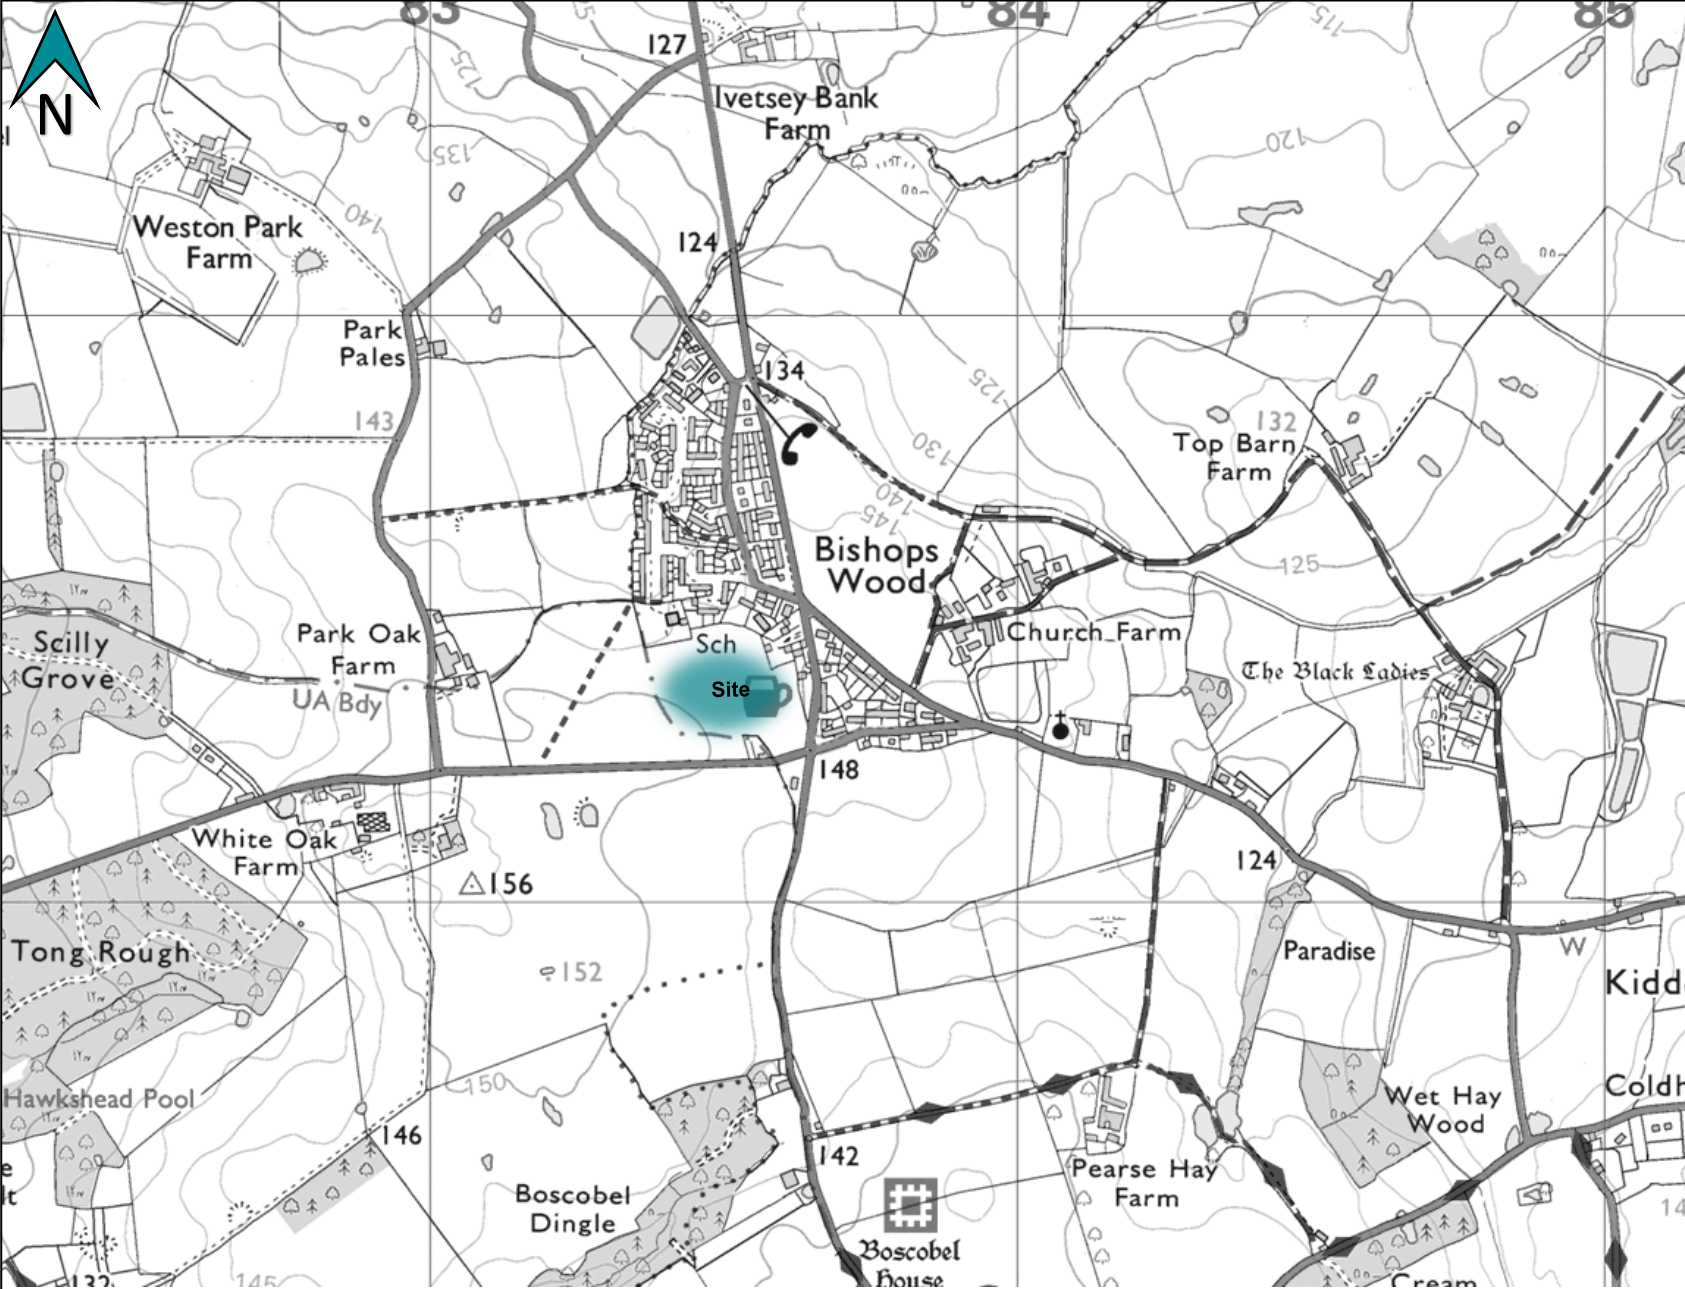 83
84
85
N
127
125
115
Ivetsey Bank
Farm
135
120
140
Weston Park
Farm
124
Park
Pales
134
125
143
132
Top Barn
Farm
130
140
145
Bishops
Wood
125
Scilly
Grove
Park Oak
Farm
UA Bdy
Sch
Site
Church Farm
The Black Ladies
148
White Oak
Farm
156
124
Tong Rough
152
Paradise
W
Kidd
150
Hawkshead Pool
146
Wet Hay
Wood
Coldh
142
Pearse Hay
Farm
Boscobel
Dingle
Boscobel
House
132
145
14
Cream